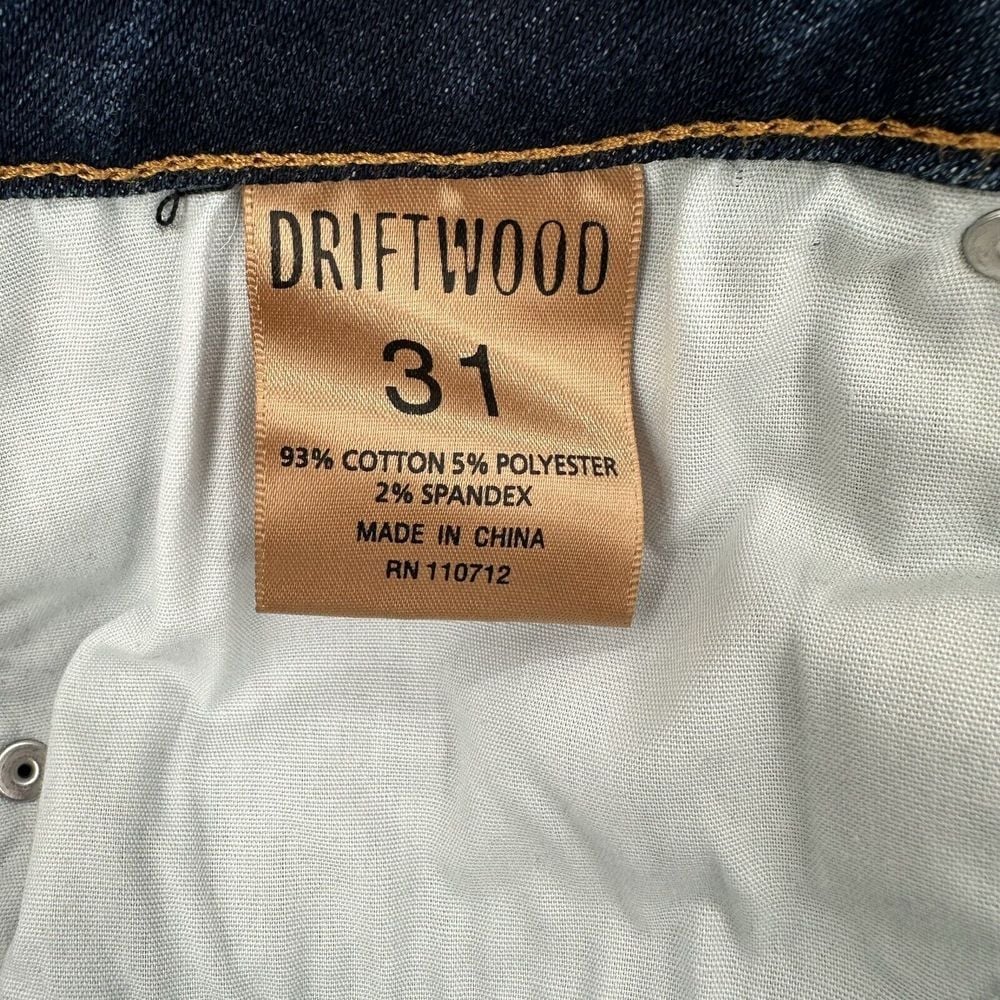 DRIFTWOOD
31
93% COTTON 5% POLYESTER
2% SPANDEX
MADE IN CHINA
RN 110712